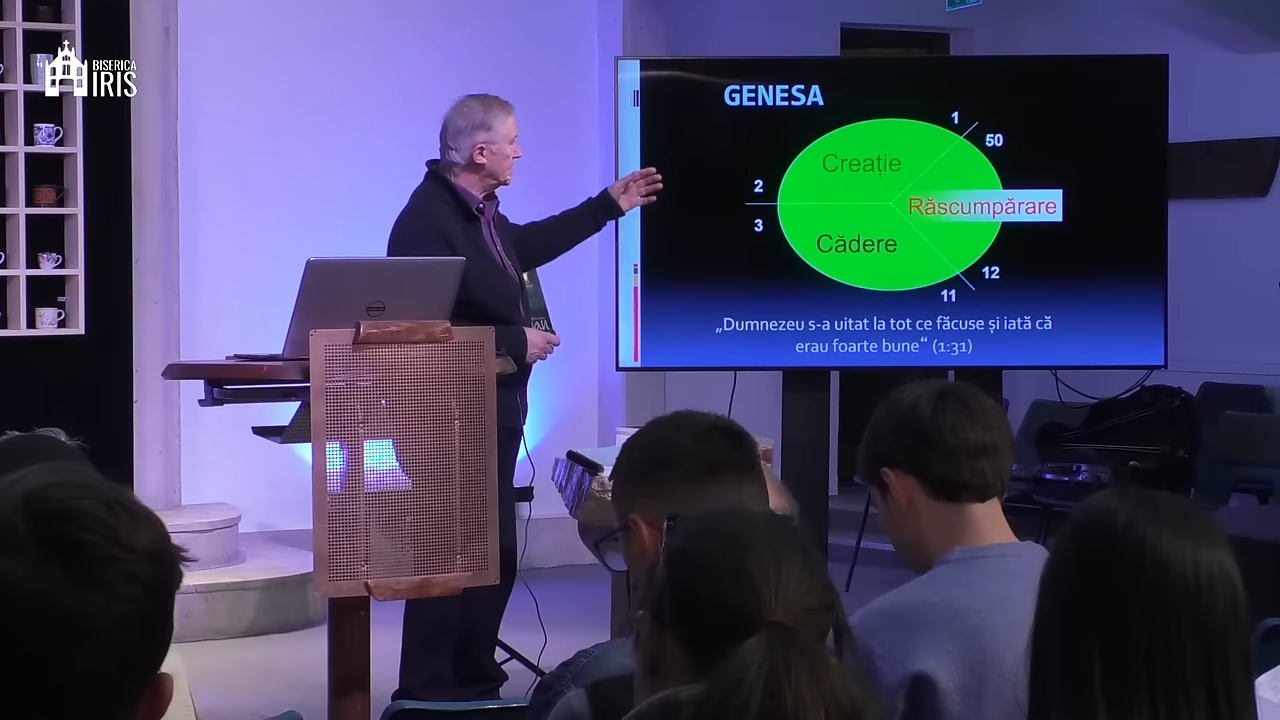 BISERICA
IRIS
GENESA
1
50
Creație
2
Răscumpărare
3
Cădere
12
11
„Dumnezeu s-a uitat la tot ce făcuse și iată că
erau foarte bune“ (1:31)